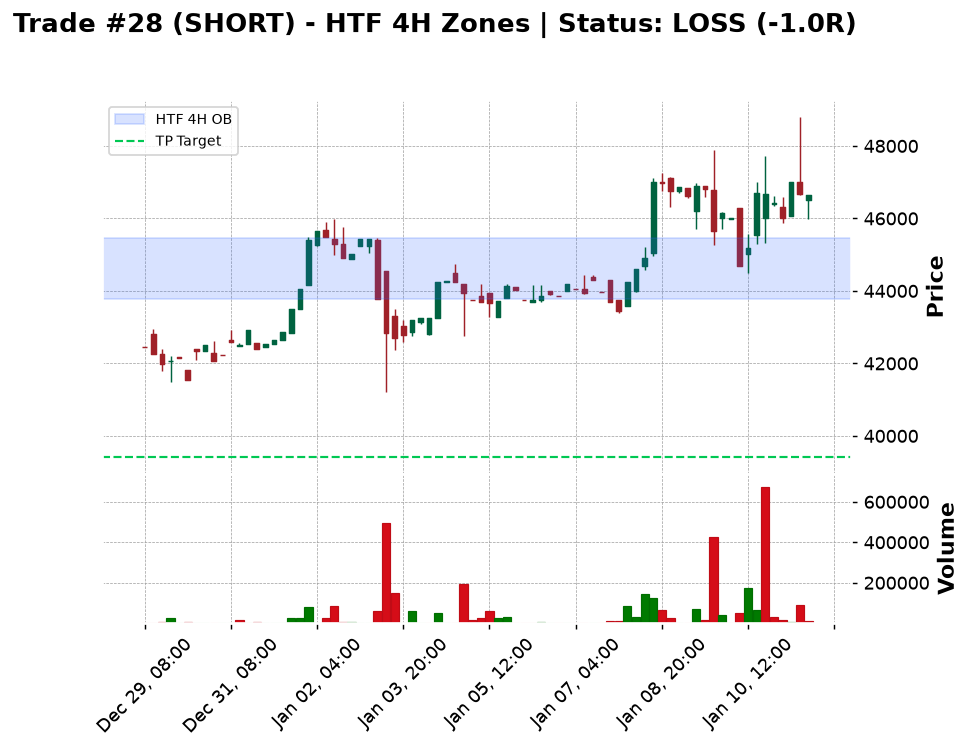 Trade #28 (SHORT) - HTF 4H Zones | Status: LOSS (-1.0R)
HTF 4H OB
TP Target
48000
46000
44000
42000
40000
Price
600000
400000
200000
Volume
Dec 29, 08:00
Dec 31, 08:00
Jan 02, 04:00
Jan 03, 20:00
Jan 05, 12:00
Jan 07, 04:00
Jan 08, 20:00
Jan 10, 12:00